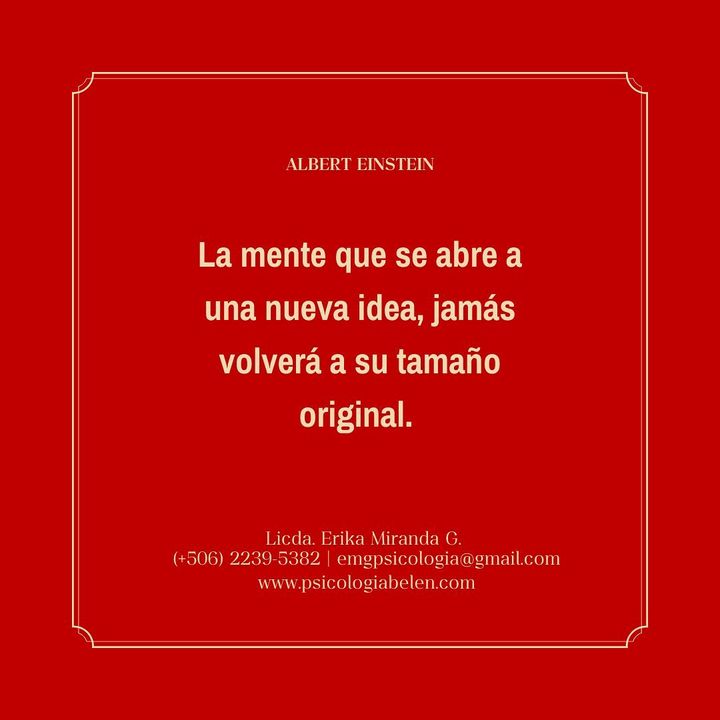 ALBERT EINSTEIN
La mente que se abre a
una nueva idea, jamás
volverá a su tamaño
original.
Licda. Erika Miranda G.
(+506) 2239-5382 | emgpsicologia@gmail.com
www.psicologiabelen.com